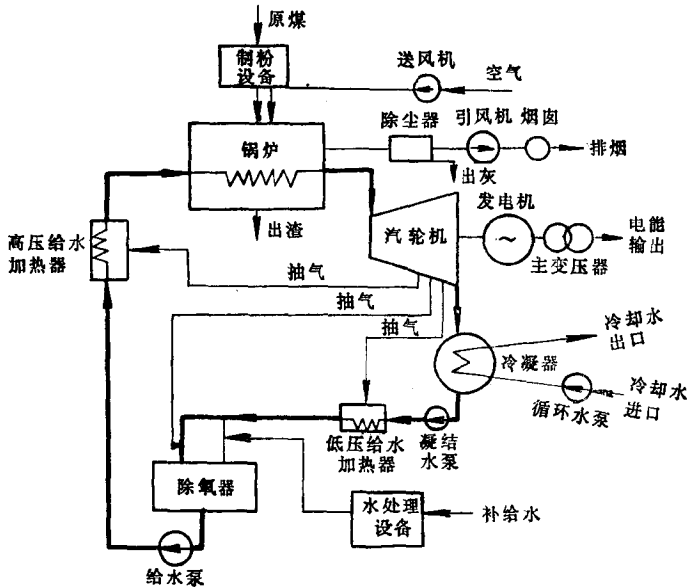 原煤
制粉
设备
送风机
空气
除尘器
引风机
烟囱
锅炉
排烟
出灰
出渣
发电机
高压给水
加热器
汽轮机
~
电能
输出
主变压器
抽气
抽气
抽气
冷却水
出口
冷凝器
冷却水
进口
循环水泵
低压给水
加热器
凝结
水泵
除氧器
水处理
设备
补给水
给水泵